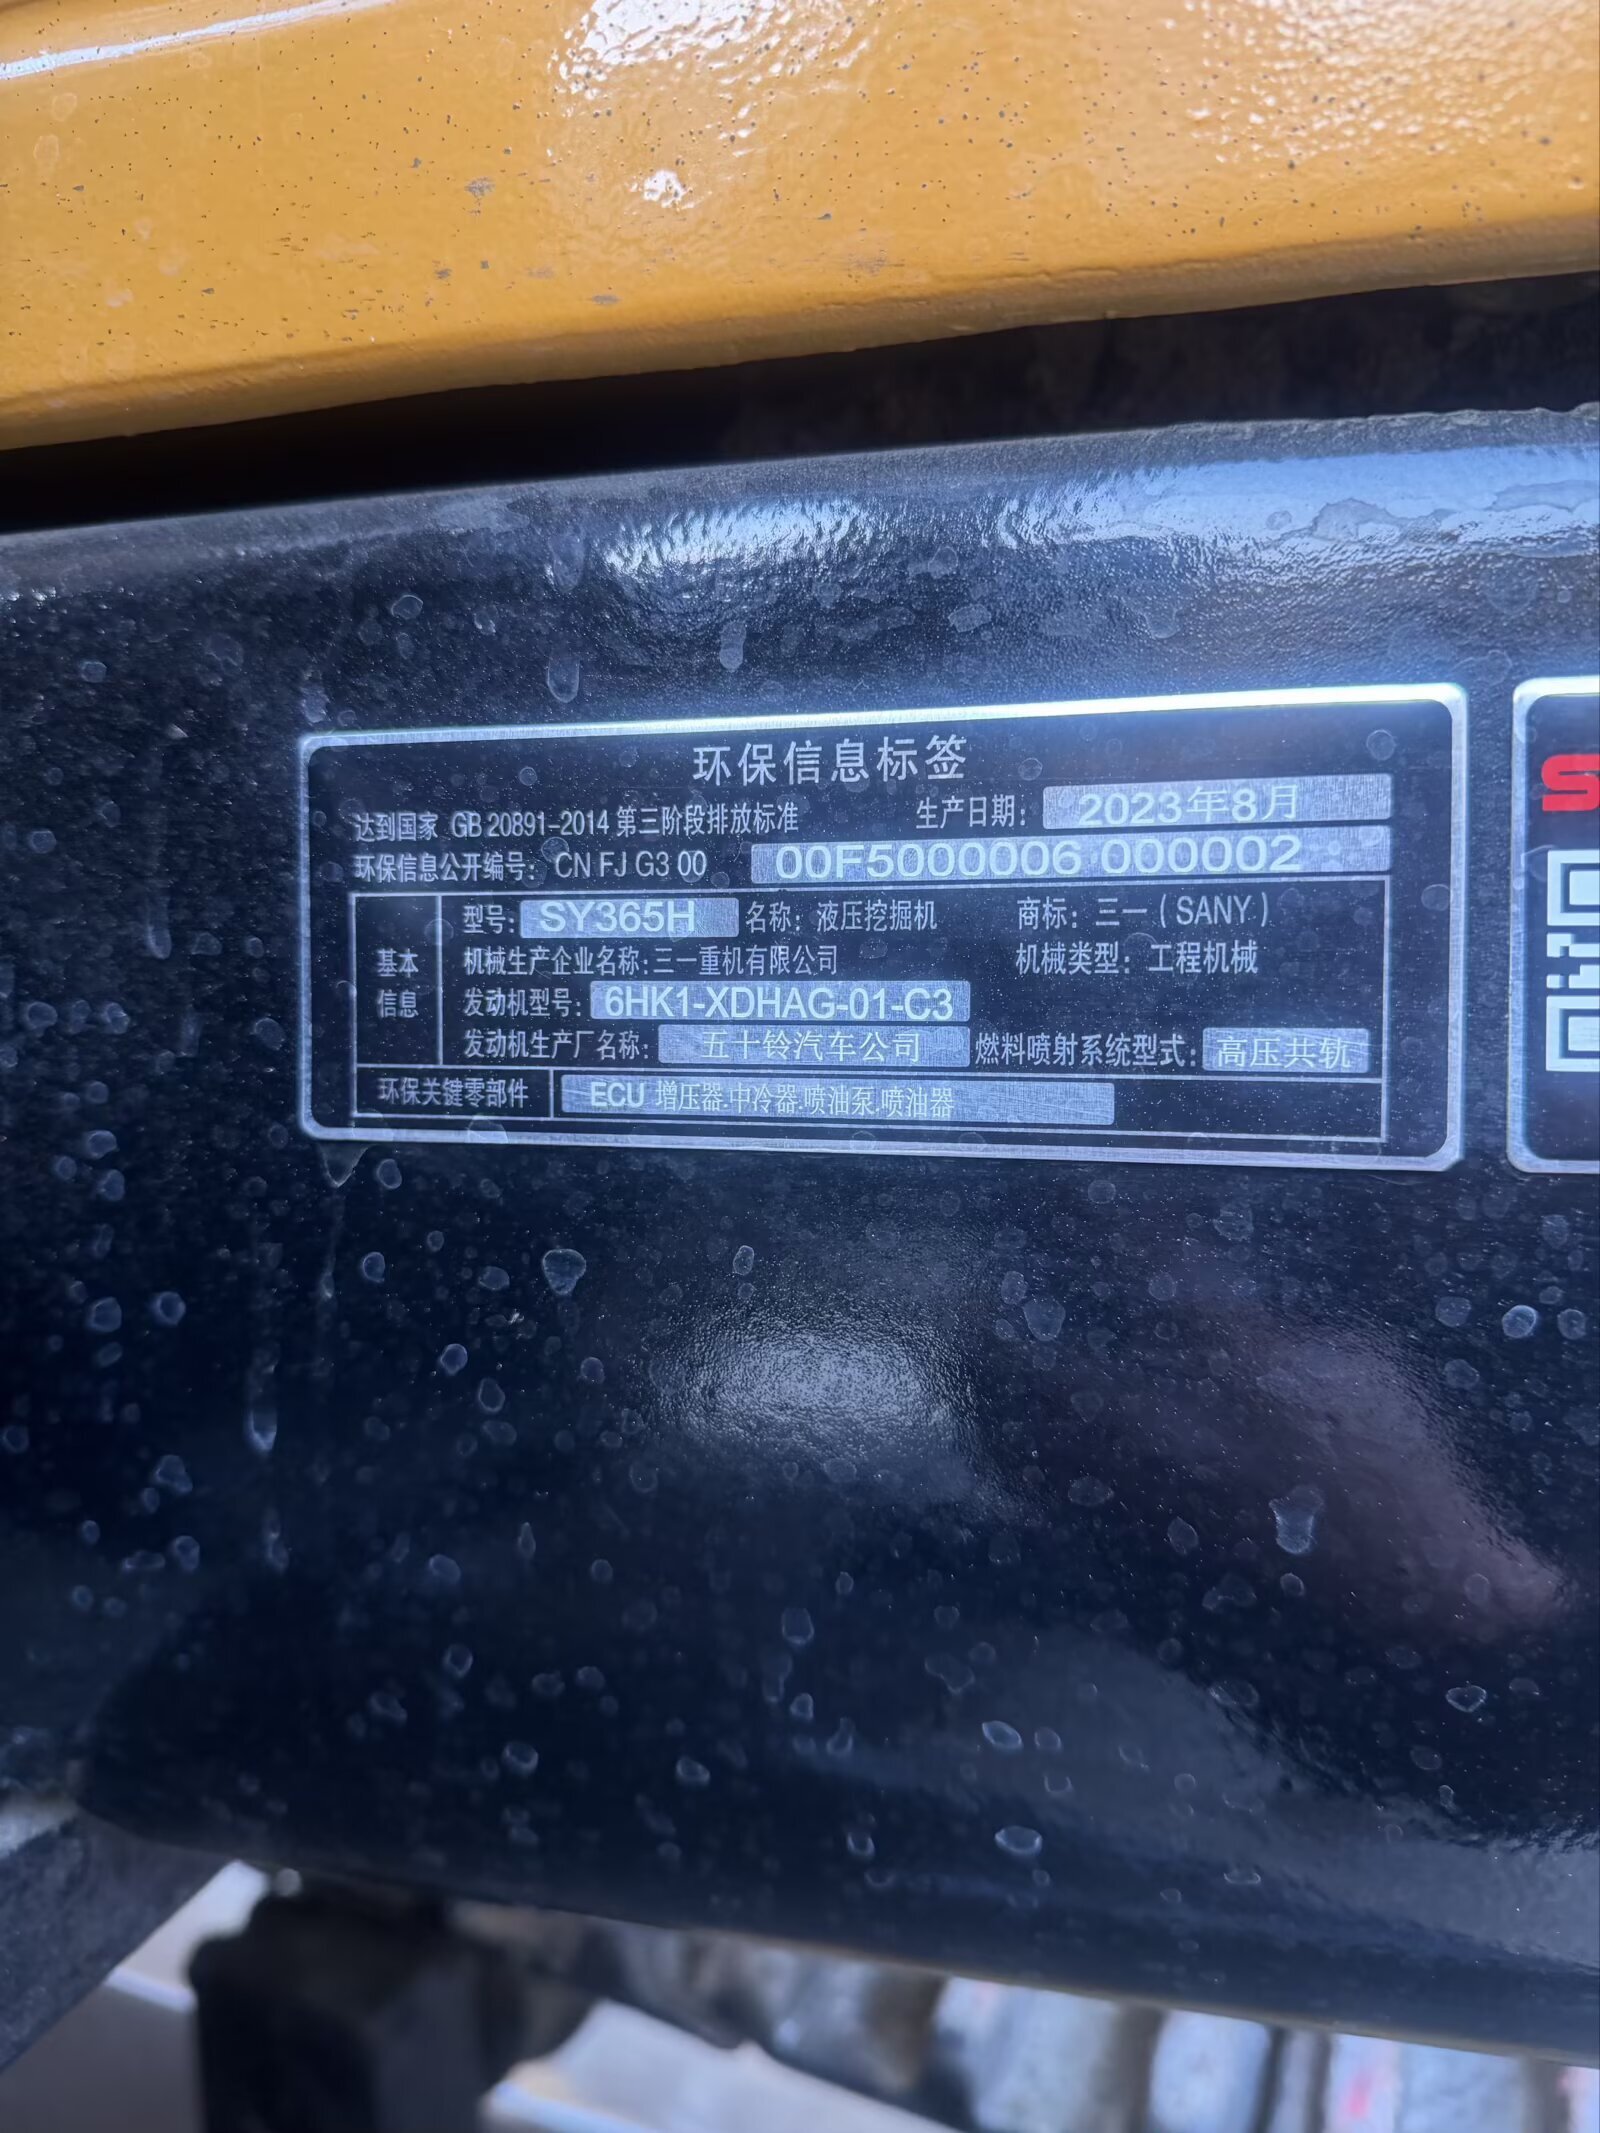 环保信息标签
达到国家 GB 20891-2014 第三阶段排放标准 生产日期: 2023年8月
环保信息公开编号: CN FJ G3 00 00F5000006 000002
基本信息
型号: SY365H 名称: 液压挖掘机 商标: 三一(SANY)
机械生产企业名称:三一重机有限公司 机械类型: 工程机械
发动机型号: 6HK1-XDHAG-01-C3
发动机生产厂名称: 五十铃汽车公司 燃料喷射系统型式: 高压共轨
环保关键零部件 ECU 增压器.中冷器.喷油泵.喷油器
S